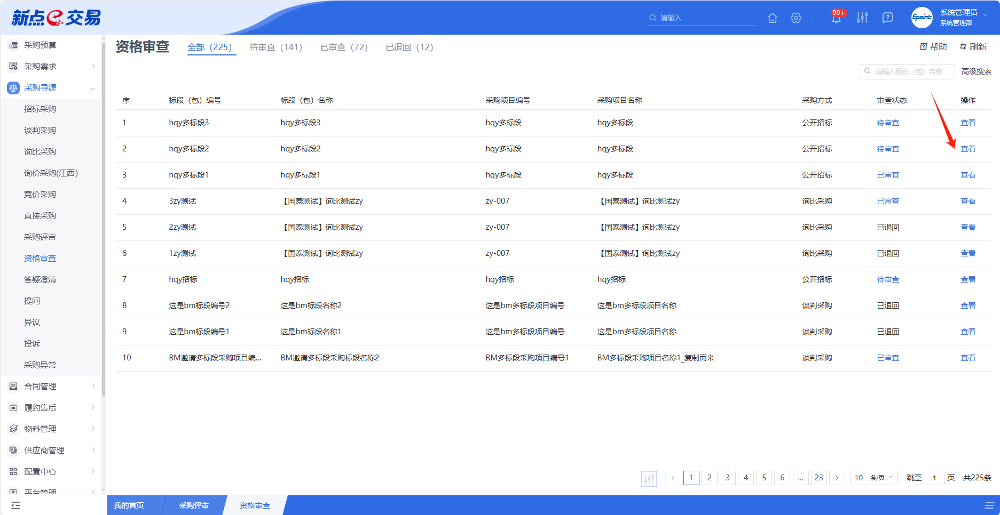 新点e交易
请输入
99+
Epoint
系统管理员
系统管理部
采购预算
采购需求
采购寻源
招标采购
谈判采购
询比采购
询价采购(江西)
竞价采购
直接采购
采购评审
资格审查
答疑澄清
提问
异议
投诉
采购异常
合同管理
履约售后
物料管理
供应商管理
配置中心
平台管理
资格审查 全部（225） 待审查（141） 已审查（72） 已退回（12）
帮助 刷新
请输入标段（包）名称 高级搜索
序 标段（包）编号 标段（包）名称 采购项目编号 采购项目名称 采购方式 审查状态 操作
1 hqy多标段3 hqy多标段3 hqy多标段 hqy多标段 公开招标 待审查 查看
2 hqy多标段2 hqy多标段2 hqy多标段 hqy多标段 公开招标 待审查 查看
3 hqy多标段1 hqy多标段1 hqy多标段 hqy多标段 公开招标 已审查 查看
4 3zy测试 【国泰测试】询比测试zy zy-007 【国泰测试】询比测试zy 询比采购 已审查 查看
5 2zy测试 【国泰测试】询比测试zy zy-007 【国泰测试】询比测试zy 询比采购 已退回 查看
6 1zy测试 【国泰测试】询比测试zy zy-007 【国泰测试】询比测试zy 询比采购 已退回 查看
7 hqy招标 hqy招标 hqy招标 hqy招标 公开招标 待审查 查看
8 这是bm标段编号2 这是bm标段名称2 这是bm多标段项目编号 这是bm多标段项目名称 谈判采购 已退回 查看
9 这是bm标段编号1 这是bm标段名称1 这是bm多标段项目编号 这是bm多标段项目名称 谈判采购 已退回 查看
10 BM邀请多标段采购项目编... BM邀请多标段采购标段名称2 BM多标段采购项目编号1 BM多标段采购项目名称1_复制而来 谈判采购 已审查 查看
1 2 3 4 5 6 ... 23 10 条/页 跳至 1 页 共225条
我的首页 采购评审 资格审查